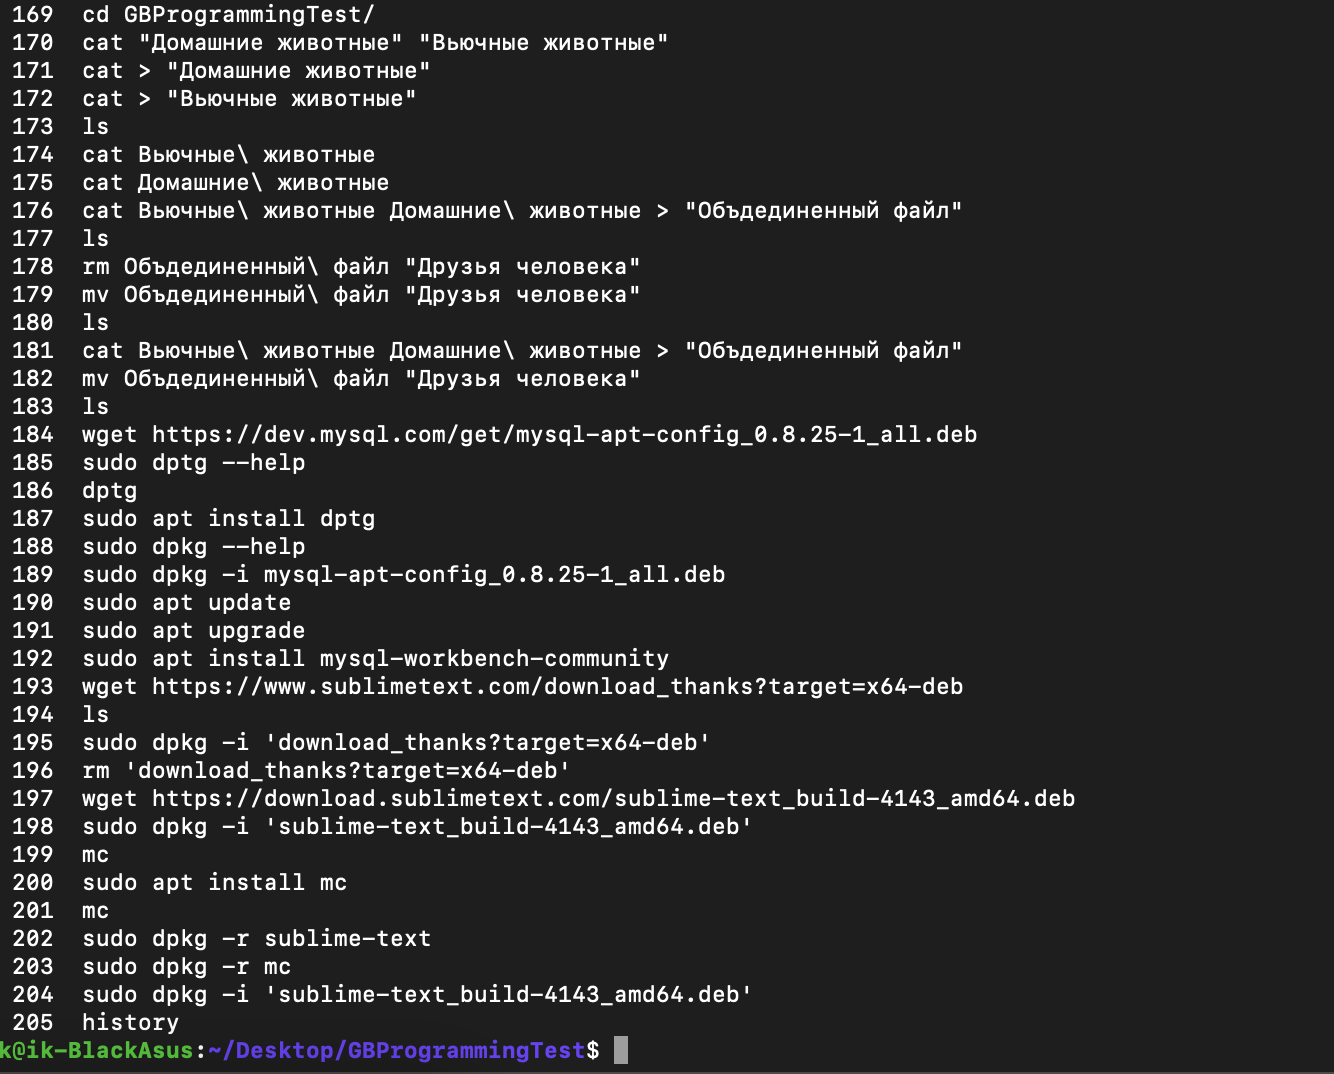 169 cd GBProgrammingTest/
170 cat "Домашние животные" "Вьючные животные"
171 cat > "Домашние животные"
172 cat > "Вьючные животные"
173 ls
174 cat Вьючные\ животные
175 cat Домашние\ животные
176 cat Вьючные\ животные Домашние\ животные > "Объдединенный файл"
177 ls
178 rm Объдединенный\ файл "Друзья человека"
179 mv Объдединенный\ файл "Друзья человека"
180 ls
181 cat Вьючные\ животные Домашние\ животные > "Объдединенный файл"
182 mv Объдединенный\ файл "Друзья человека"
183 ls
184 wget https://dev.mysql.com/get/mysql-apt-config_0.8.25-1_all.deb
185 sudo dptg --help
186 dptg
187 sudo apt install dptg
188 sudo dpkg --help
189 sudo dpkg -i mysql-apt-config_0.8.25-1_all.deb
190 sudo apt update
191 sudo apt upgrade
192 sudo apt install mysql-workbench-community
193 wget https://www.sublimetext.com/download_thanks?target=x64-deb
194 ls
195 sudo dpkg -i 'download_thanks?target=x64-deb'
196 rm 'download_thanks?target=x64-deb'
197 wget https://download.sublimetext.com/sublime-text_build-4143_amd64.deb
198 sudo dpkg -i 'sublime-text_build-4143_amd64.deb'
199 mc
200 sudo apt install mc
201 mc
202 sudo dpkg -r sublime-text
203 sudo dpkg -r mc
204 sudo dpkg -i 'sublime-text_build-4143_amd64.deb'
205 history
k@ik-BlackAsus:~/Desktop/GBProgrammingTest$